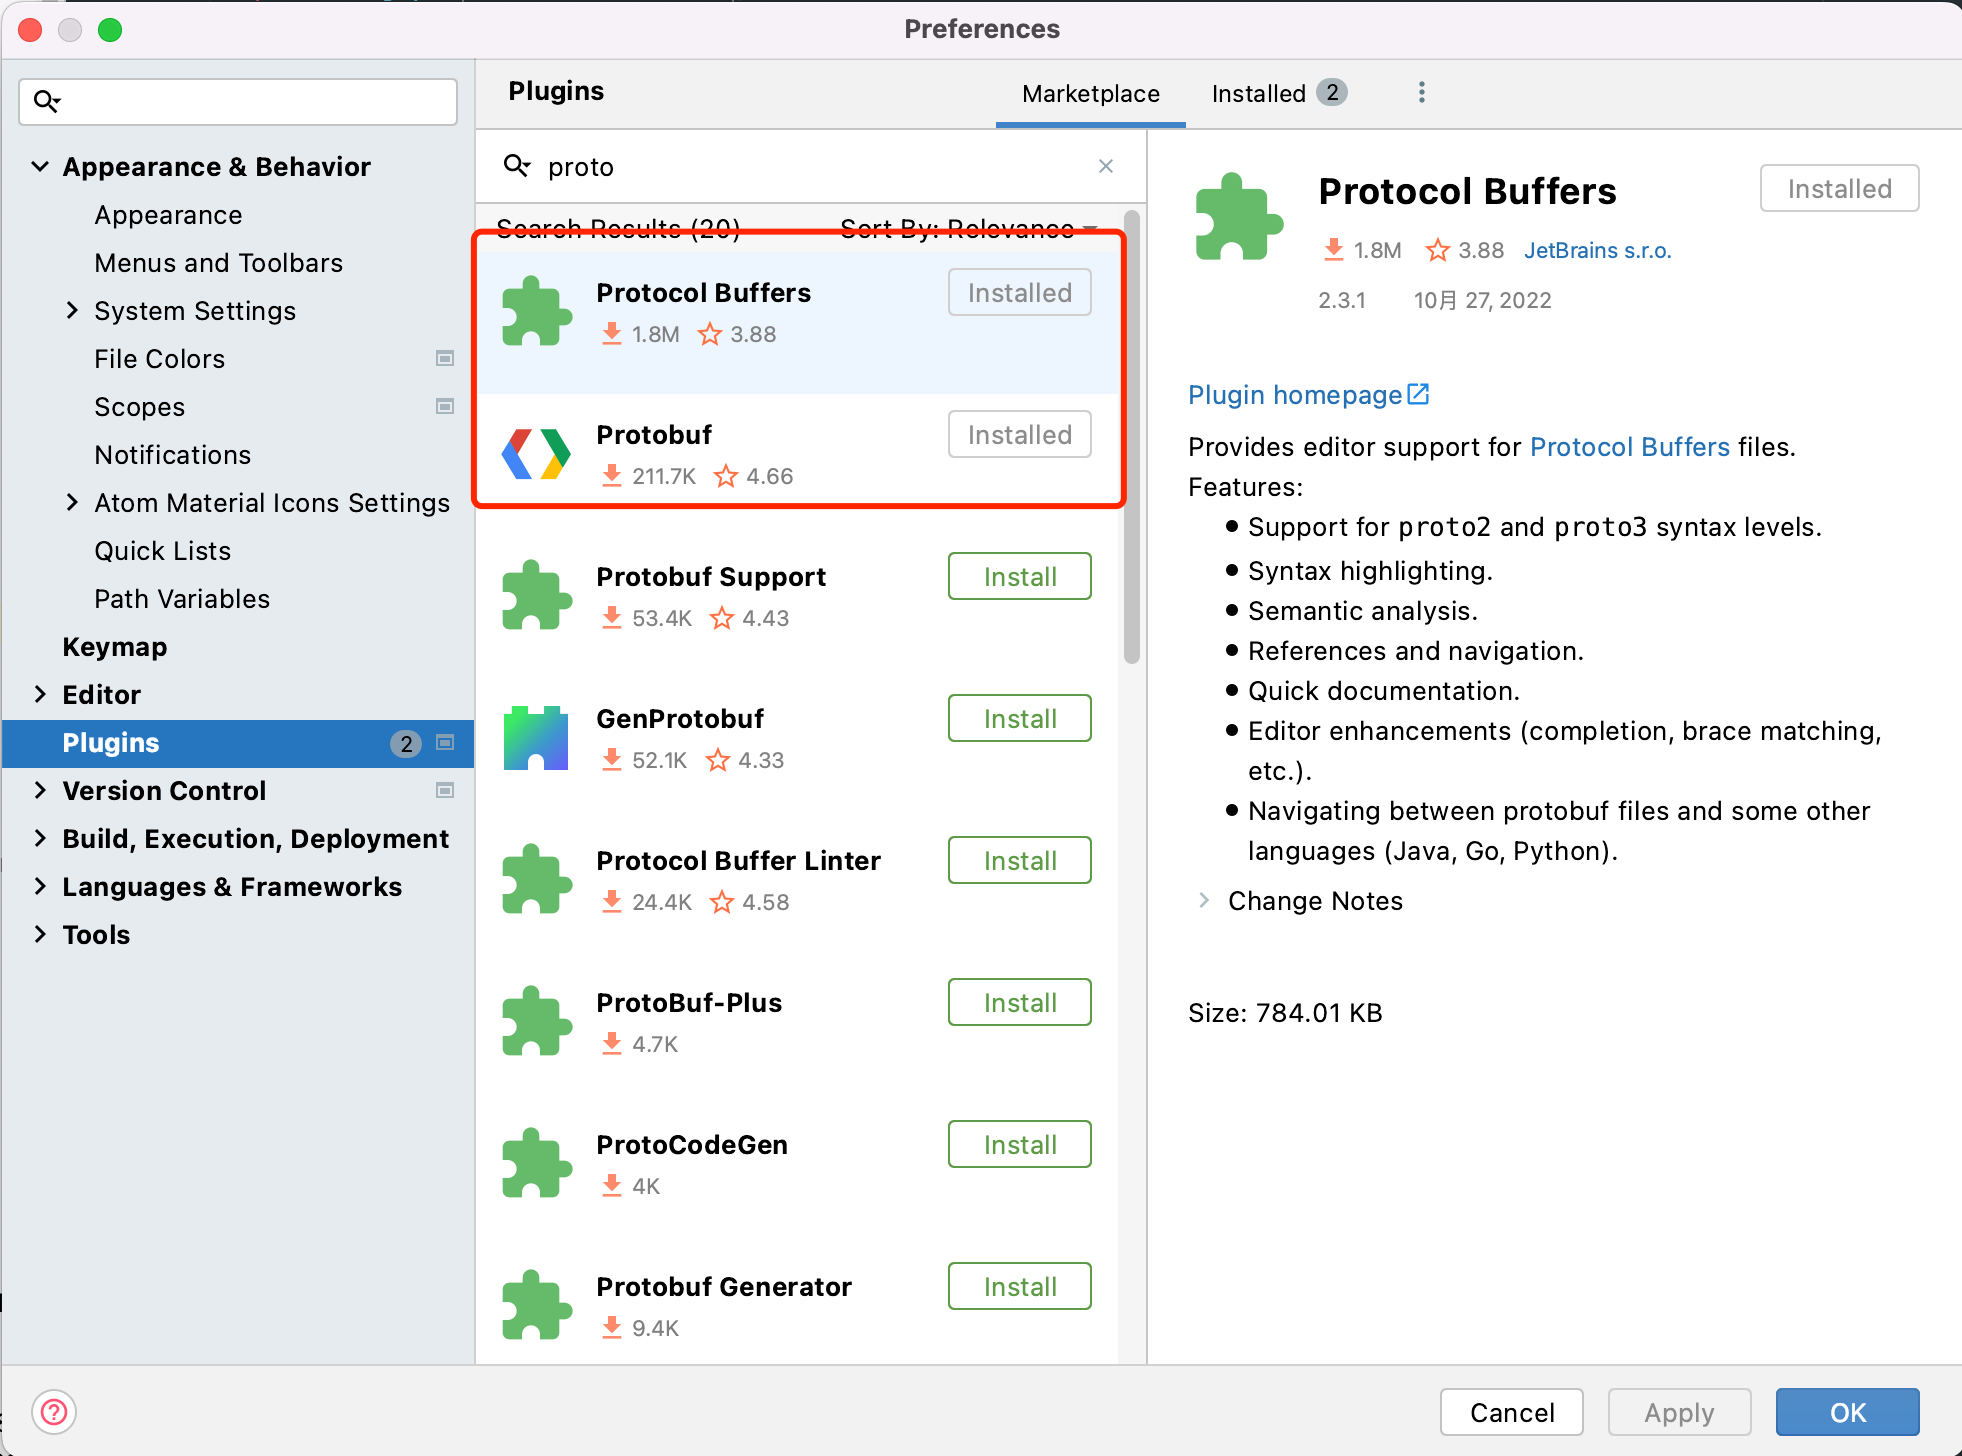 Preferences
Appearance & Behavior
Appearance
Menus and Toolbars
System Settings
File Colors
Scopes
Notifications
Atom Material Icons Settings
Quick Lists
Path Variables
Keymap
Editor
Plugins 2
Version Control
Build, Execution, Deployment
Languages & Frameworks
Tools
Plugins Marketplace Installed 2
proto
Search Results (20) Sort By: Relevance
Protocol Buffers Installed
1.8M 3.88
Protobuf Installed
211.7K 4.66
Protobuf Support Install
53.4K 4.43
GenProtobuf Install
52.1K 4.33
Protocol Buffer Linter Install
24.4K 4.58
ProtoBuf-Plus Install
4.7K
ProtoCodeGen Install
4K
Protobuf Generator Install
9.4K
Protocol Buffers Installed
1.8M 3.88 JetBrains s.r.o.
2.3.1 10月 27, 2022
Plugin homepage
Provides editor support for Protocol Buffers files.
Features:
● Support for proto2 and proto3 syntax levels.
● Syntax highlighting.
● Semantic analysis.
● References and navigation.
● Quick documentation.
● Editor enhancements (completion, brace matching,
etc.).
● Navigating between protobuf files and some other
languages (Java, Go, Python).
Change Notes
Size: 784.01 KB
?
Cancel Apply OK